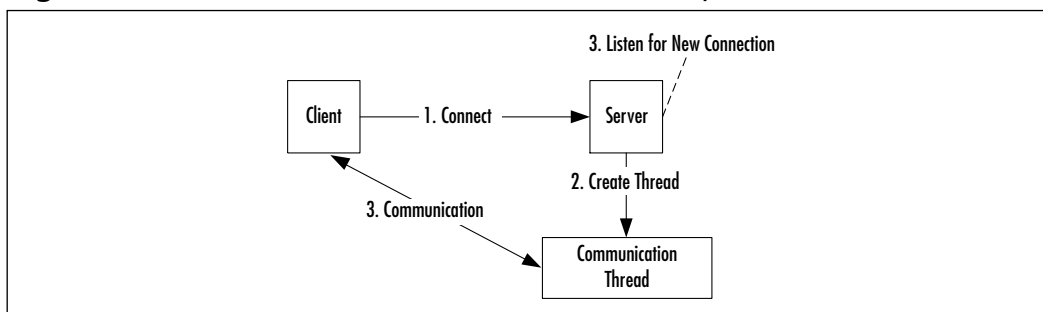 3. Listen for New Connection
Client
1. Connect
Server
2. Create Thread
3. Communication
Communication
Thread